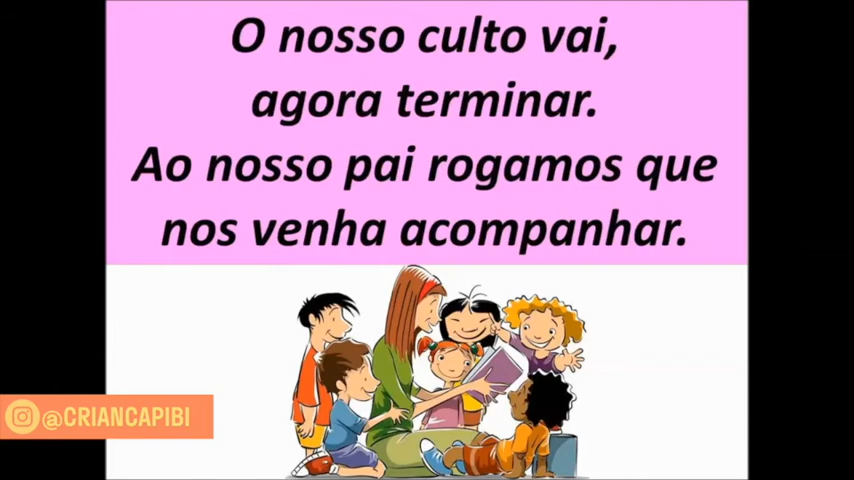 O nosso culto vai,
agora terminar.
Ao nosso pai rogamos que
nos venha acompanhar.
@CRIANCAPIBI